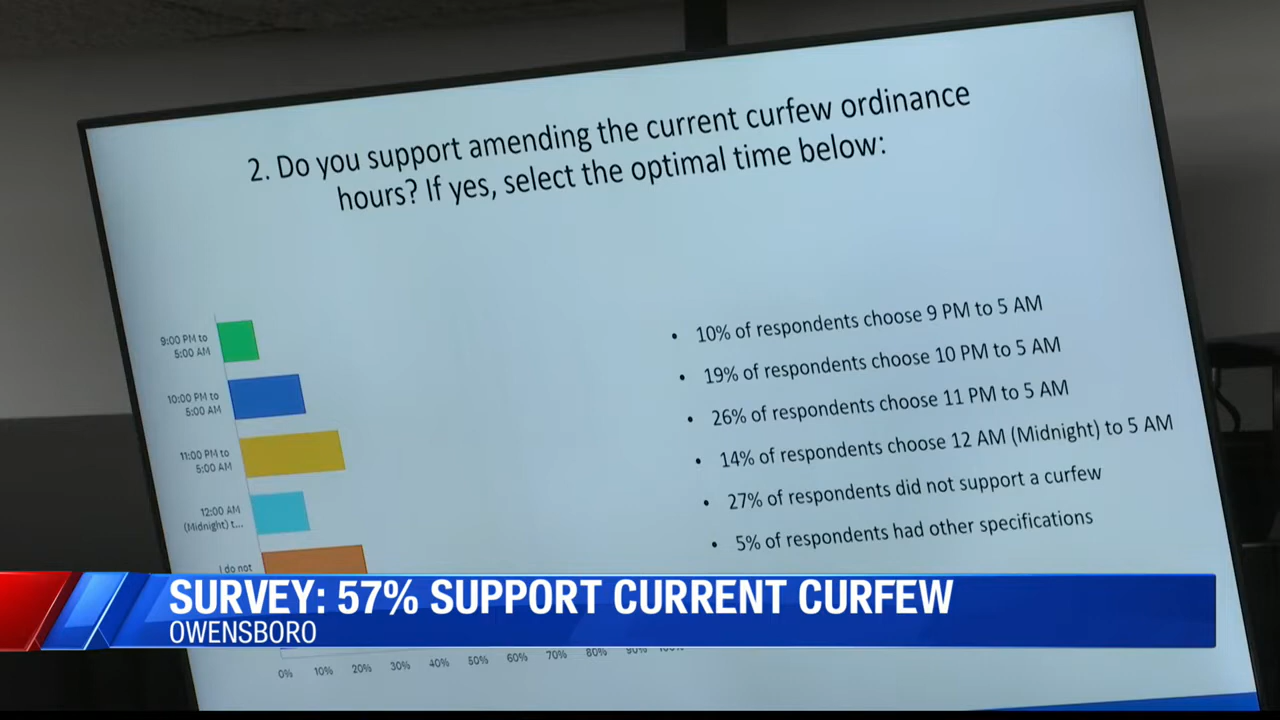 2. Do you support amending the current curfew ordinance
hours? If yes, select the optimal time below:
9:00 PM to
5:00 AM
10:00 PM to
5:00 AM
11:00 PM to
5:00 AM
12:00 AM
(Midnight) t...
I do not
• 10% of respondents choose 9 PM to 5 AM
• 19% of respondents choose 10 PM to 5 AM
• 26% of respondents choose 11 PM to 5 AM
• 14% of respondents choose 12 AM (Midnight) to 5 AM
• 27% of respondents did not support a curfew
• 5% of respondents had other specifications
SURVEY: 57% SUPPORT CURRENT CURFEW
OWENSBORO
0% 10% 20% 30% 40% 50% 60% 70% 80% 90% 100%